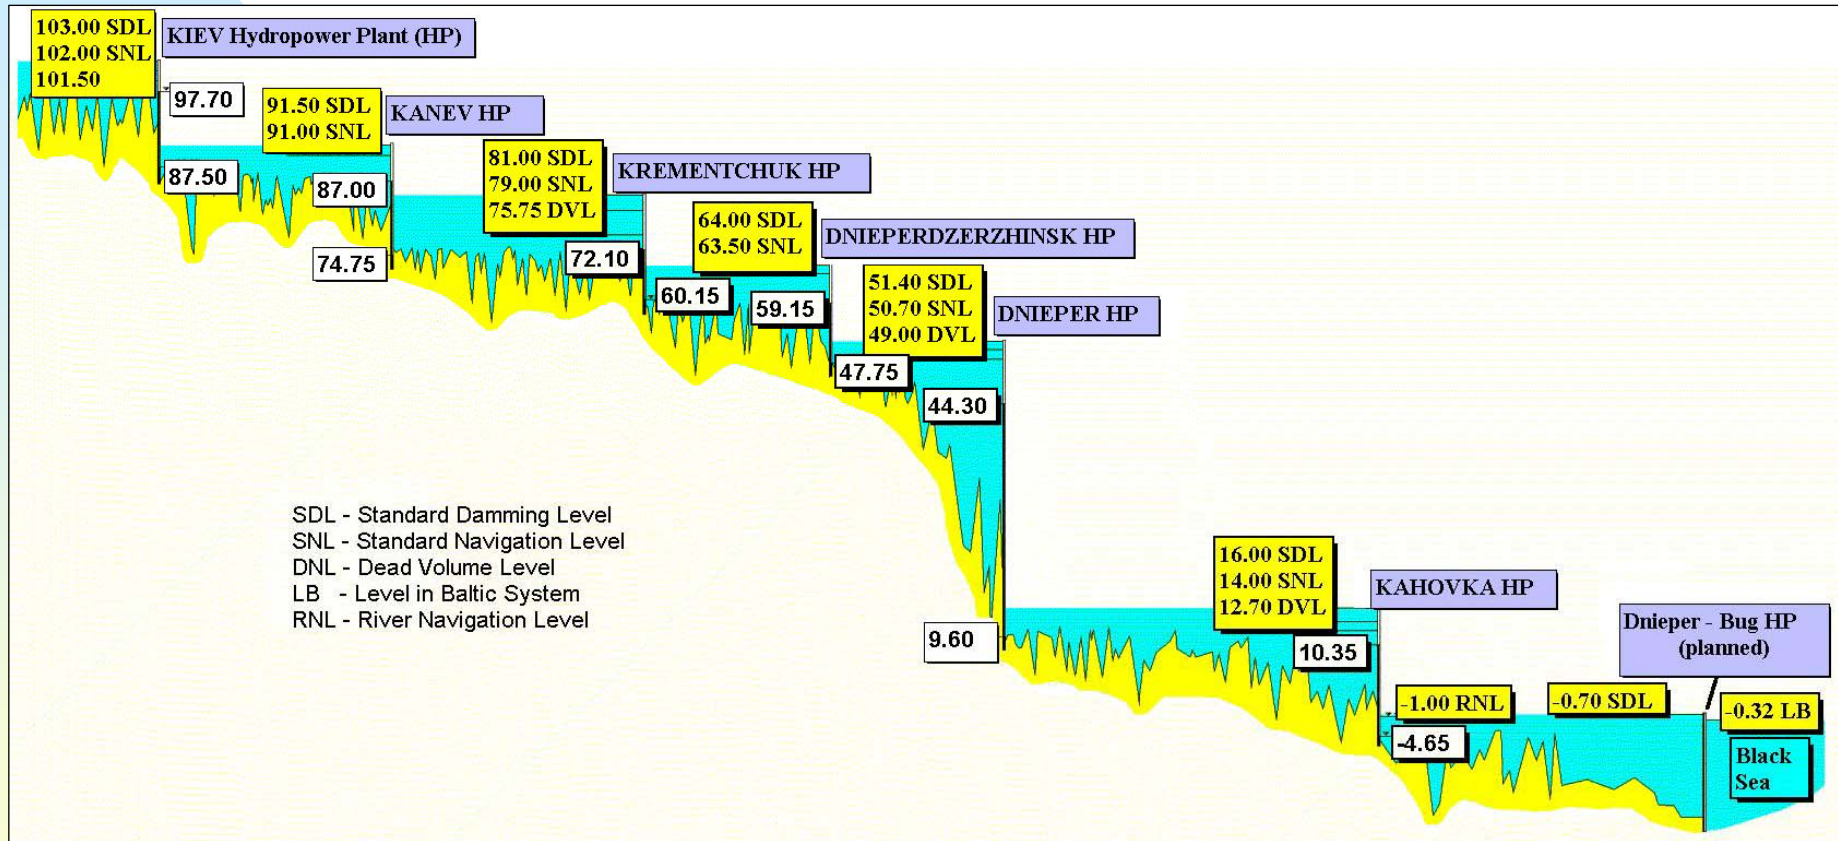 103.00 SDL
102.00 SNL
101.50
KIEV Hydropower Plant (HP)
97.70
91.50 SDL
91.00 SNL
KANEV HP
87.50
87.00
81.00 SDL
79.00 SNL
75.75 DVL
KREMENTCHUK HP
74.75
72.10
64.00 SDL
63.50 SNL
DNIEPERDZERZHINSK HP
60.15
59.15
51.40 SDL
50.70 SNL
49.00 DVL
DNIEPER HP
47.75
44.30
SDL - Standard Damming Level
SNL - Standard Navigation Level
DNL - Dead Volume Level
LB - Level in Baltic System
RNL - River Navigation Level
9.60
16.00 SDL
14.00 SNL
12.70 DVL
KAHOVKA HP
10.35
Dnieper - Bug HP
(planned)
-1.00 RNL
-0.70 SDL
-0.32 LB
-4.65
Black
Sea